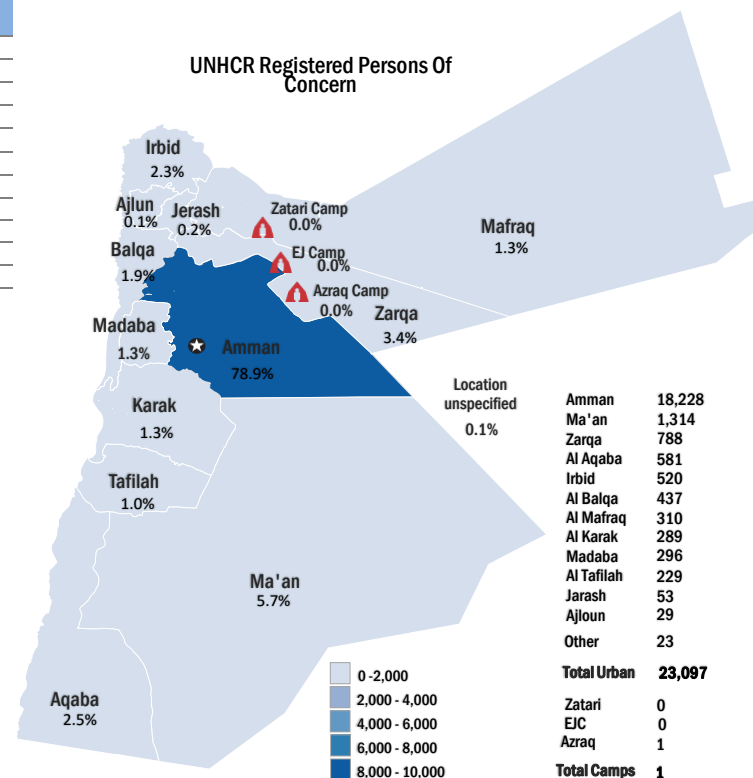 UNHCR Registered Persons Of
Concern
Irbid
2.3%
Ajlun
0.1%
Jerash
0.2%
Zatari Camp
0.0%
Mafraq
1.3%
Balqa
1.9%
EJ Camp
0.0%
Azraq Camp
0.0%
Zarqa
3.4%
Madaba
1.3%
Amman
78.9%
Karak
1.3%
Location
unspecified
0.1%
Tafilah
1.0%
Ma'an
5.7%
Aqaba
2.5%
0 -2,000
2,000 - 4,000
4,000 - 6,000
6,000 - 8,000
8,000 - 10,000
Amman 18,228
Ma'an 1,314
Zarqa 788
Al Aqaba 581
Irbid 520
Al Balqa 437
Al Mafraq 310
Al Karak 289
Madaba 296
Al Tafilah 229
Jarash 53
Ajloun 29
Other 23
Total Urban 23,097
Zatari 0
EJC 0
Azraq 1
Total Camps 1